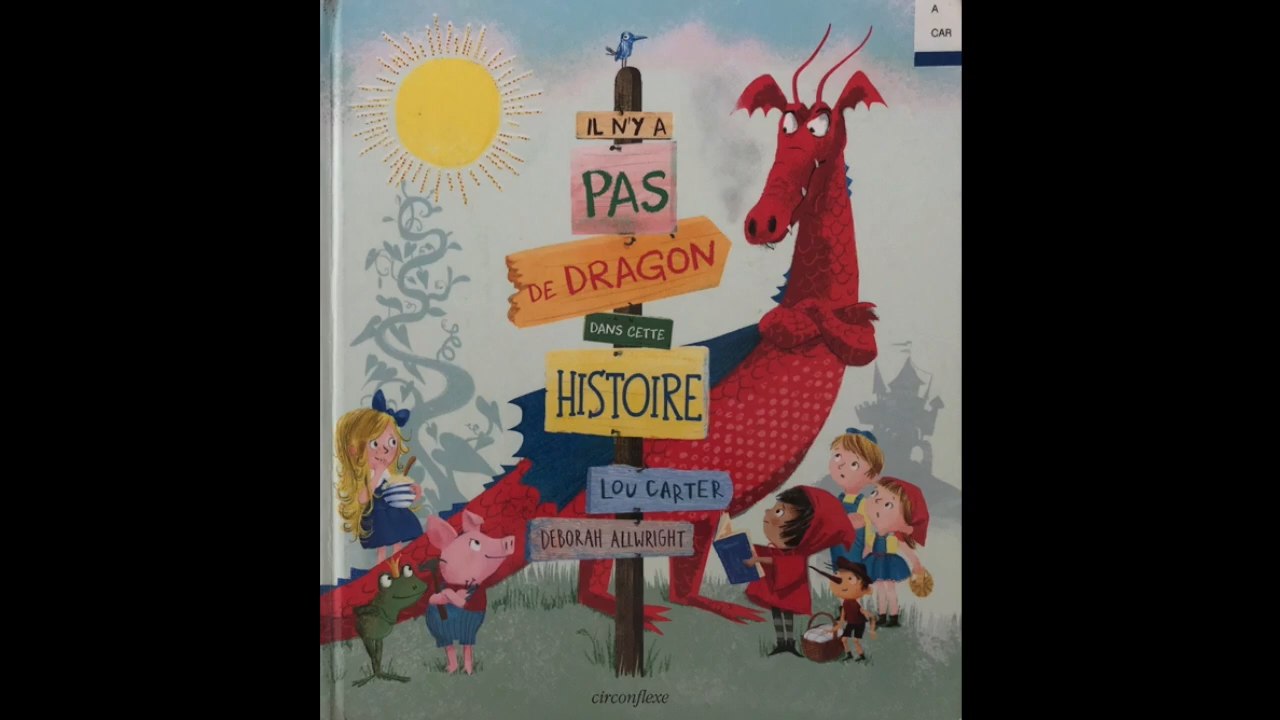 A
CAR
IL N'Y A
PAS
DE DRAGON
DANS CETTE
HISTOIRE
LOU CARTER
DEBORAH ALLWRIGHT
circonflexe